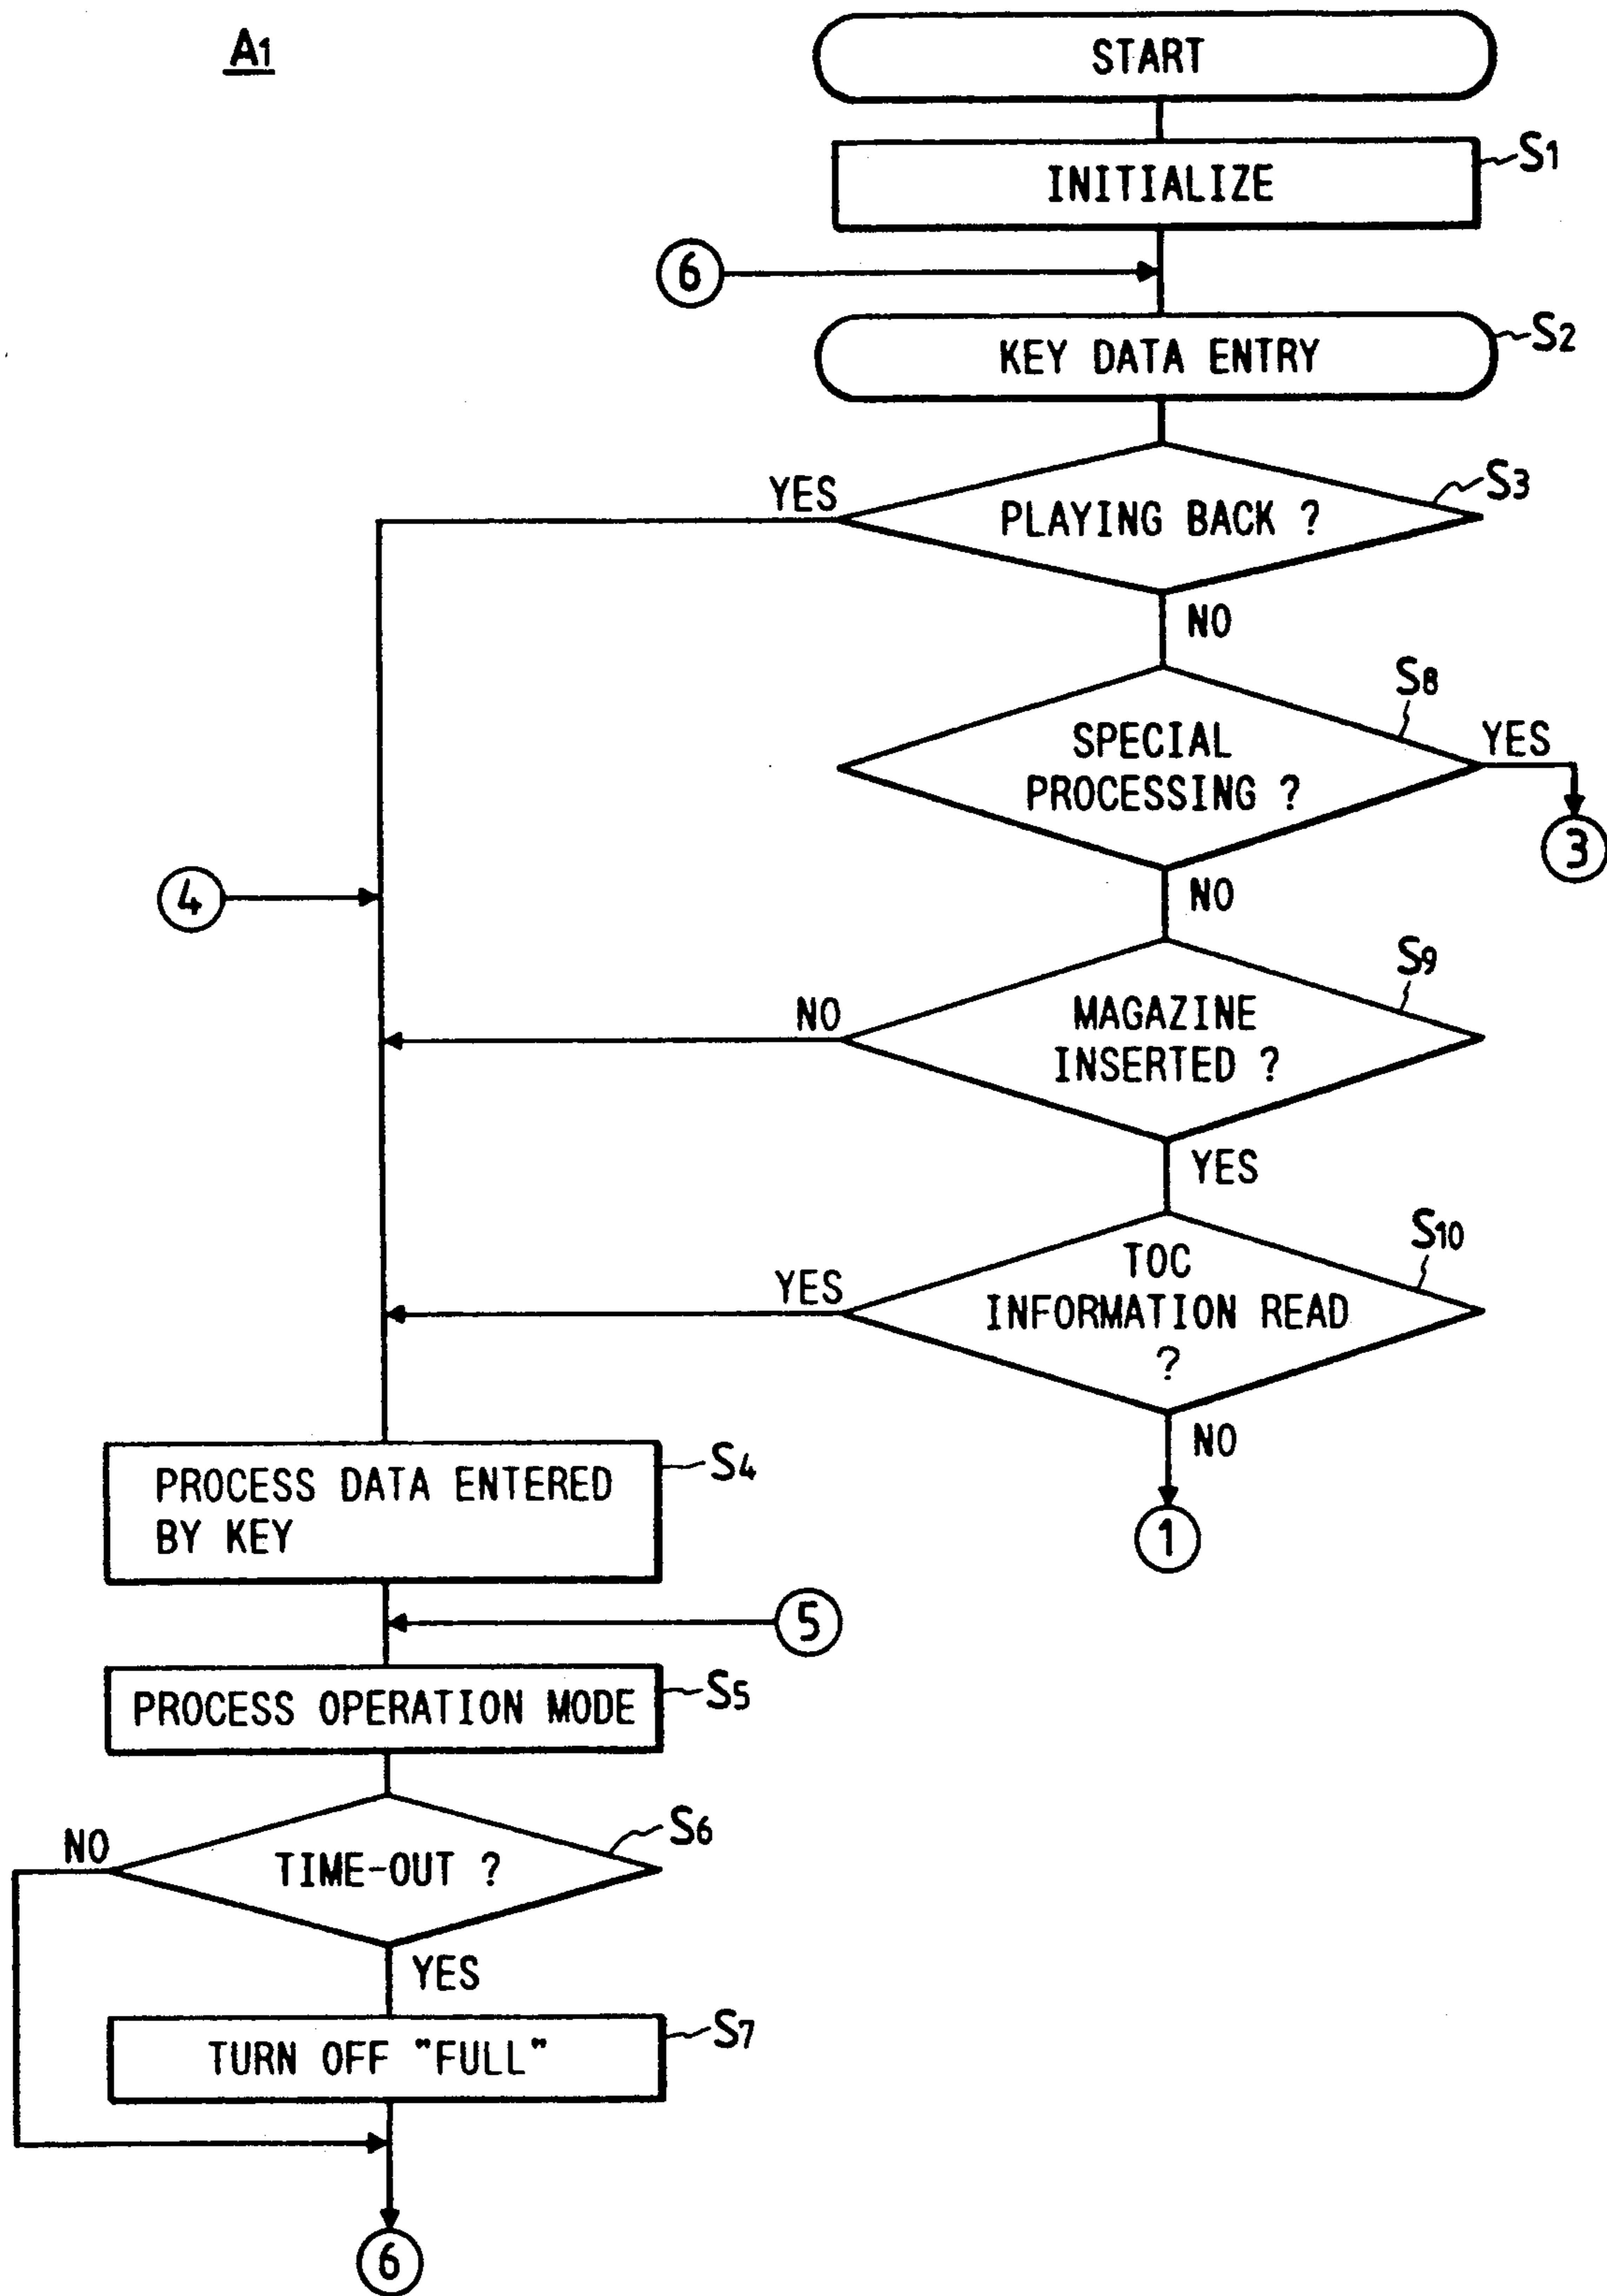 A1
START
INITIALIZE
S1
6
KEY DATA ENTRY
S2
YES
PLAYING BACK ?
S3
NO
SPECIAL
PROCESSING ?
S8
YES
3
4
NO
MAGAZINE
INSERTED ?
S9
NO
YES
TOC
INFORMATION READ
?
S10
YES
NO
1
PROCESS DATA ENTERED
BY KEY
S4
5
PROCESS OPERATION MODE
S5
NO
TIME-OUT ?
S6
YES
TURN OFF "FULL"
S7
6